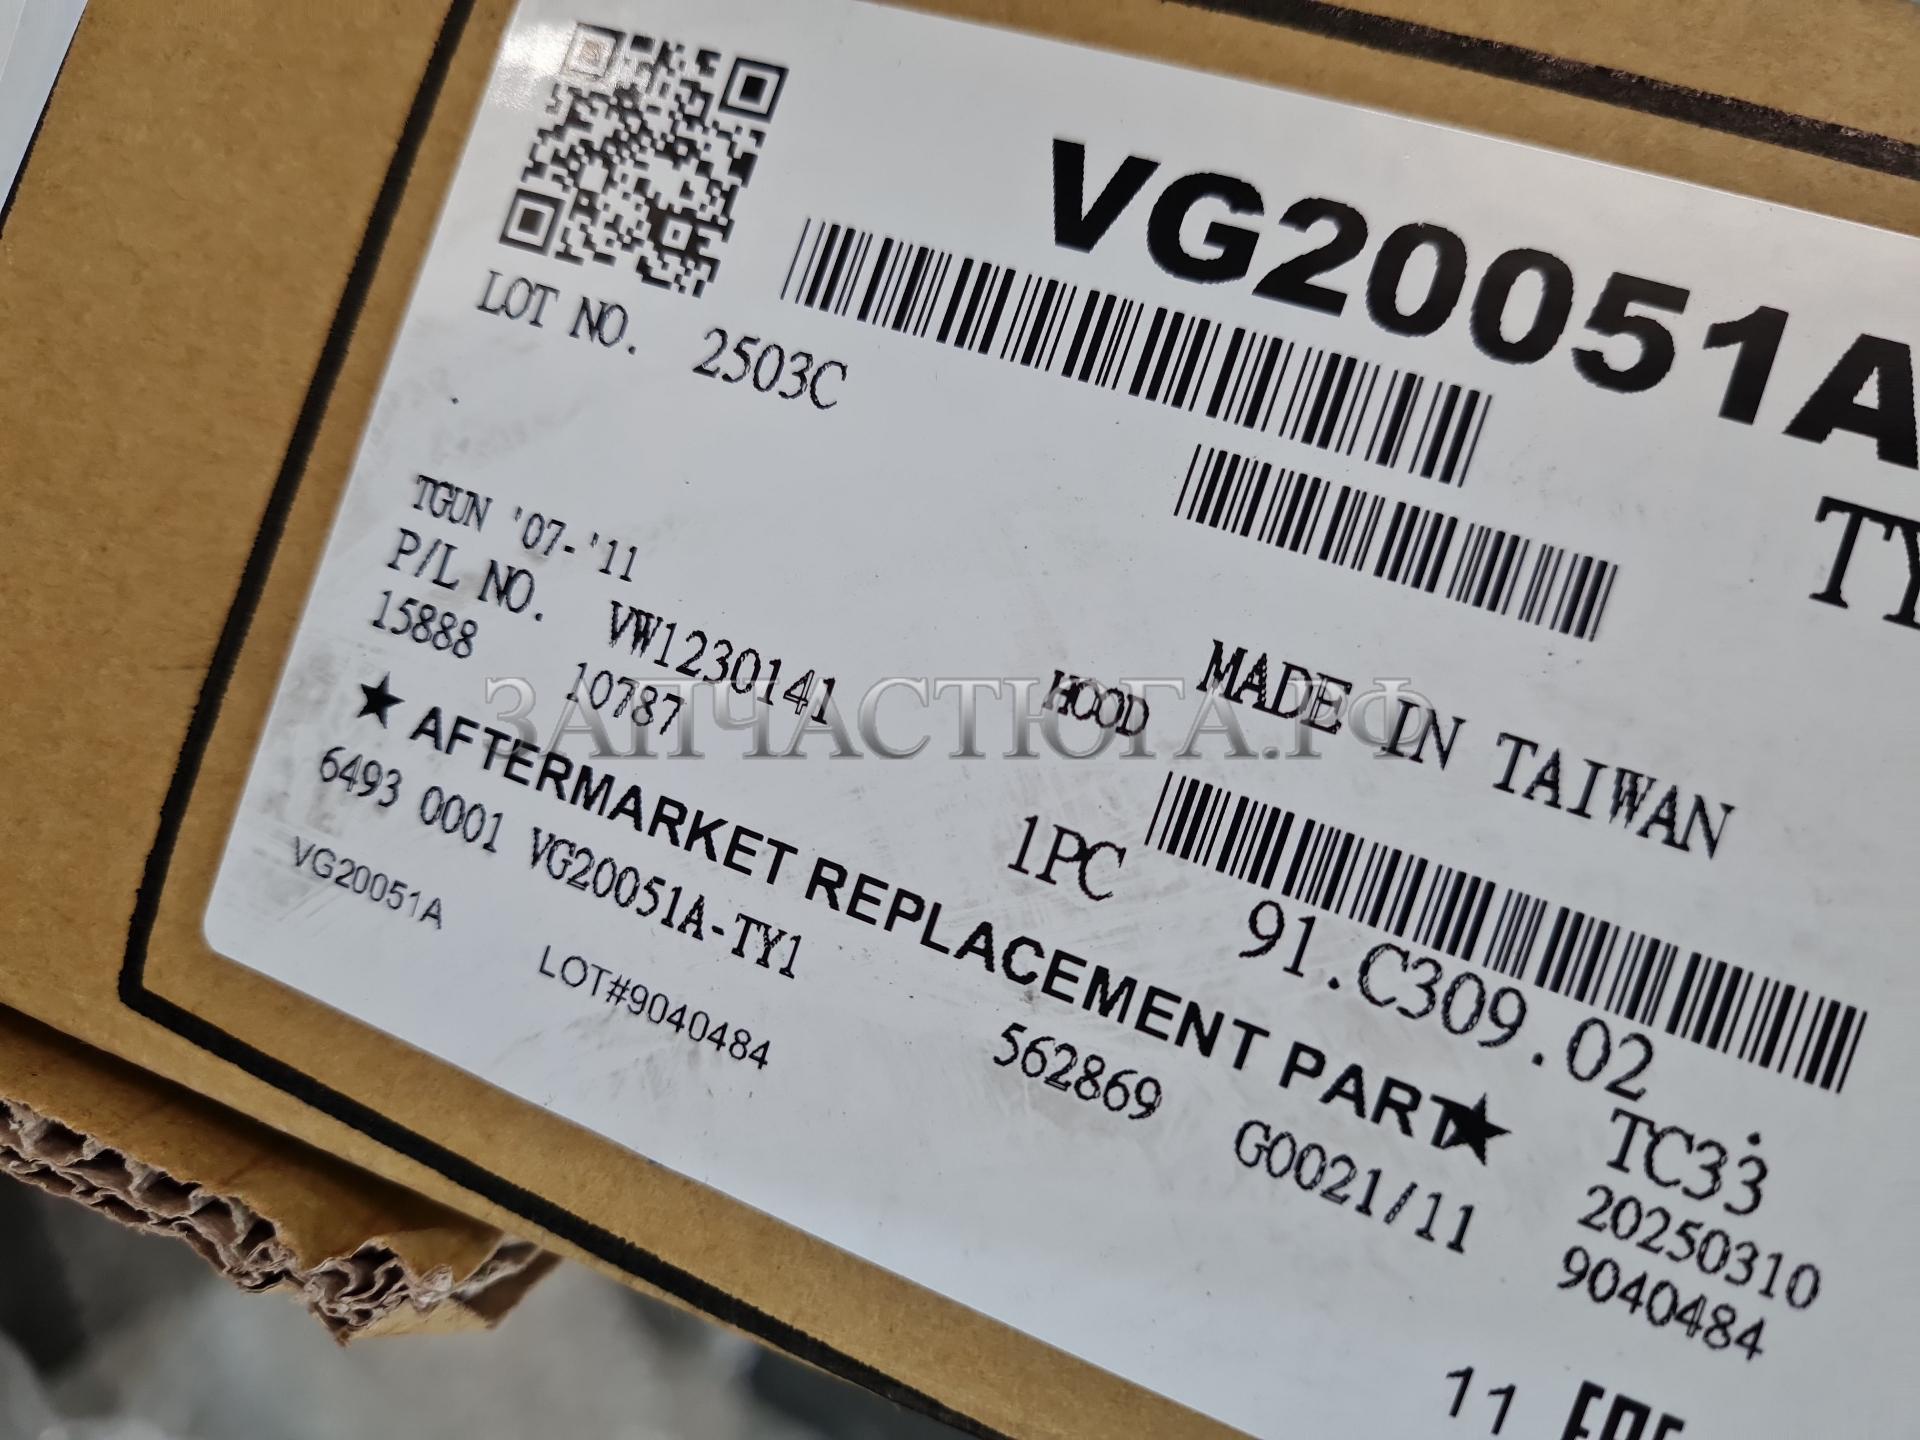 VG20051A
TY
LOT NO. 2503C
TGUN '07-'11
P/L NO. VW1230141 HOOD MADE IN TAIWAN
15888 10787
★ AFTERMARKET REPLACEMENT PART★
1PC
91.C309.02
6493 0001 VG20051A-TY1
562869 G0021/11
TC33
VG20051A LOT#9040484
20250310
9040484
11 EAC
ЗАПЧАСТЮГА.РФ